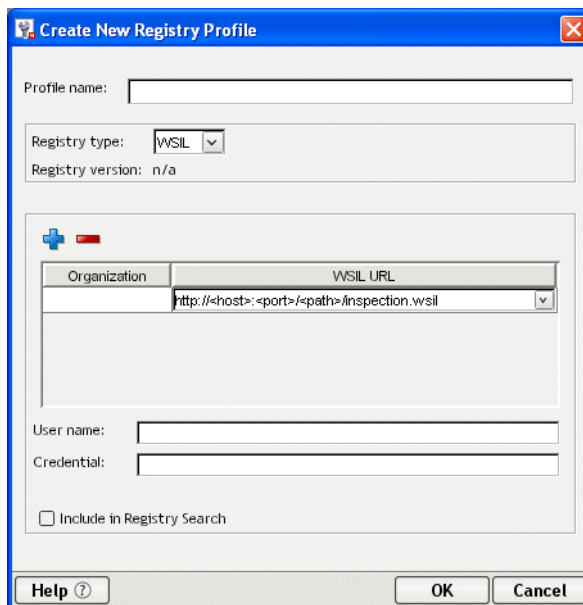 Create New Registry Profile
Profile name:
Registry type: WSIL
Registry version: n/a
Organization WSIL URL
http://<host>:<port>/<path>/inspection.wsil
User name:
Credential:
Include in Registry Search
Help ?
OK Cancel